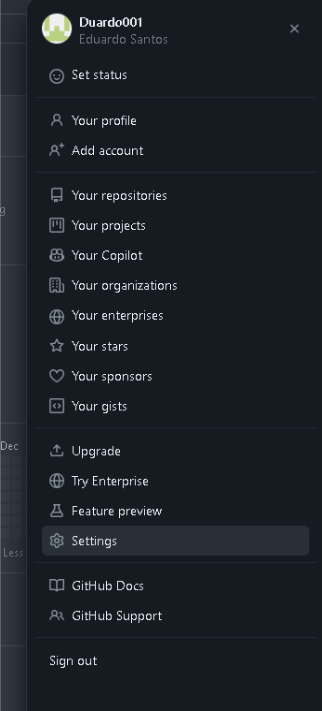 Duardo001
Eduardo Santos
Set status
Your profile
Add account
Your repositories
g
Your projects
Your Copilot
Your organizations
Your enterprises
Your stars
Your sponsors
Your gists
Dec
Upgrade
Try Enterprise
Feature preview
Settings
Less
GitHub Docs
GitHub Support
Sign out